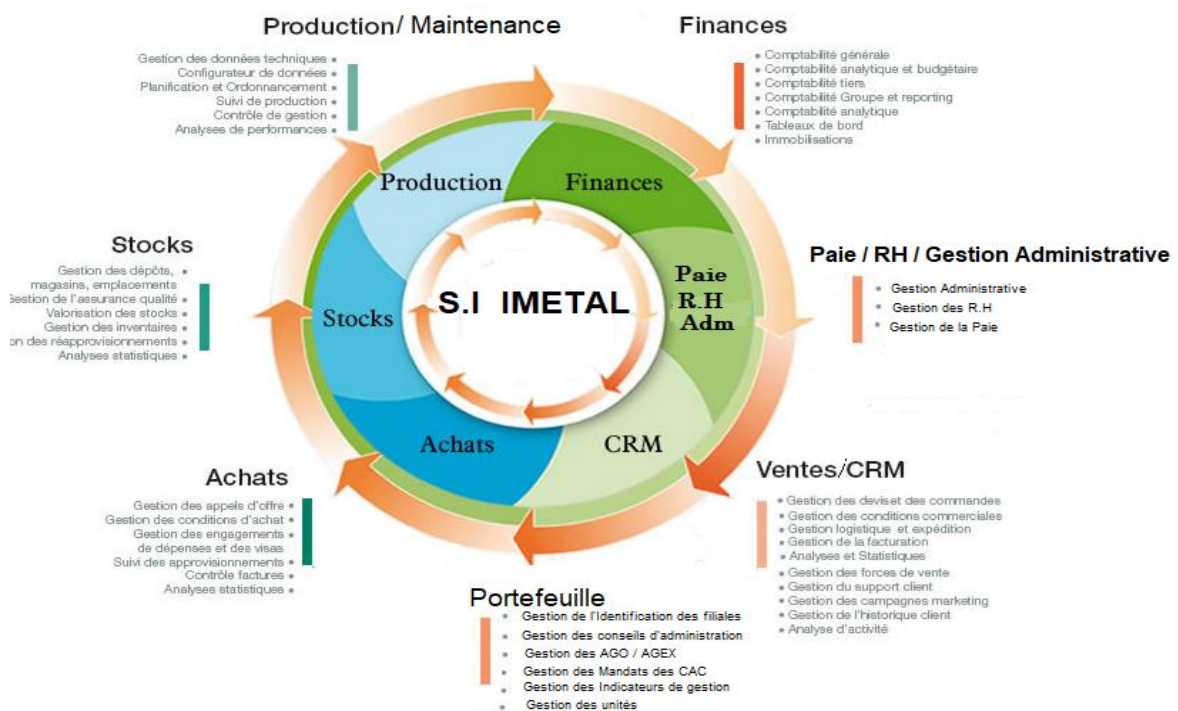 Production/ Maintenance
Gestion des données techniques
Configurateur de données
Planification et Ordonnancement
Suivi de production
Contrôle de gestion
Analyses de performances
Finances
Comptabilité générale
Comptabilité analytique et budgétaire
Comptabilité tiers
Comptabilité Groupe et reporting
Comptabilité analytique
Tableaux de bord
Immobilisations
Production
Finances
Stocks
Gestion des dépôts,
magasins, emplacements
Gestion de l'assurance qualité
Valorisation des stocks
Gestion des inventaires
on des réapprovisionnements
Analyses statistiques
Stocks
S.I IMETAL
Paie
R.H
Adm
Paie / RH / Gestion Administrative
Gestion Administrative
Gestion des R.H
Gestion de la Paie
Achats
CRM
Achats
Gestion des appels d'offre
Gestion des conditions d'achat
Gestion des engagements
de dépenses et des visas
Suivi des approvisionnements
Contrôle factures
Analyses statistiques
Ventes/CRM
Gestion des deviset des commandes
Gestion des conditions commerciales
Gestion logistique et expédition
Gestion de la facturation
Analyses et Statistiques
Gestion des forces de vente
Gestion du support client
Gestion des campagnes marketing
Gestion de l'historique client
Analyse d'activité
Portefeuille
Gestion de l'Identification des filiales
Gestion des conseils d'administration
Gestion des AGO / AGEX
Gestion des Mandats des CAC
Gestion des Indicateurs de gestion
Gestion des unités